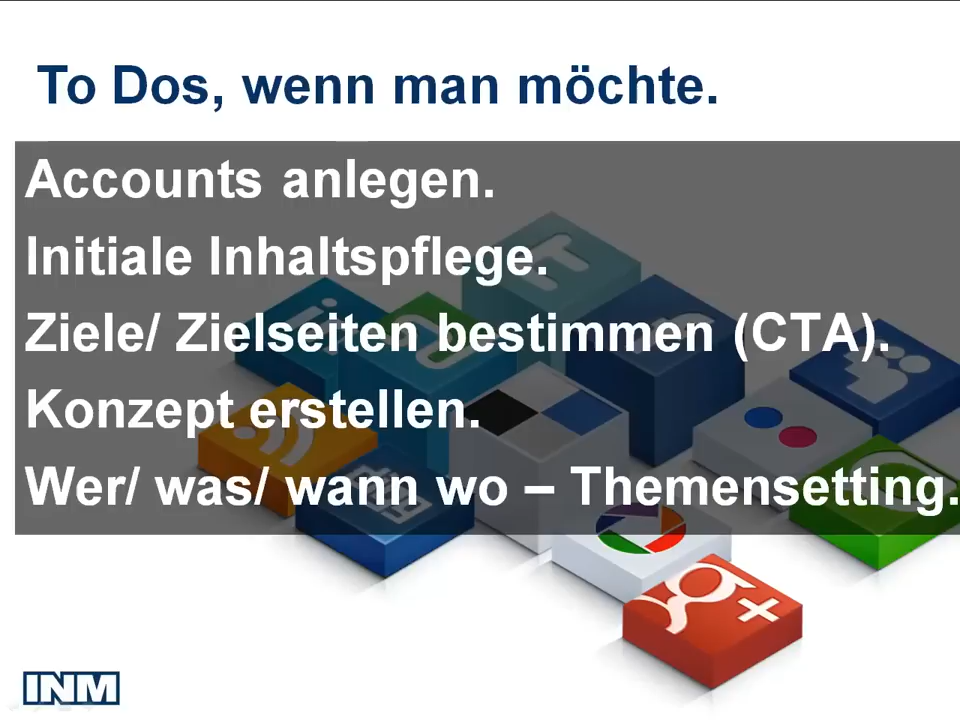 To Dos, wenn man möchte.
Accounts anlegen.
Initiale Inhaltspflege.
Ziele/ Zielseiten bestimmen (CTA).
Konzept erstellen.
Wer/ was/ wann wo – Themensetting.
INM